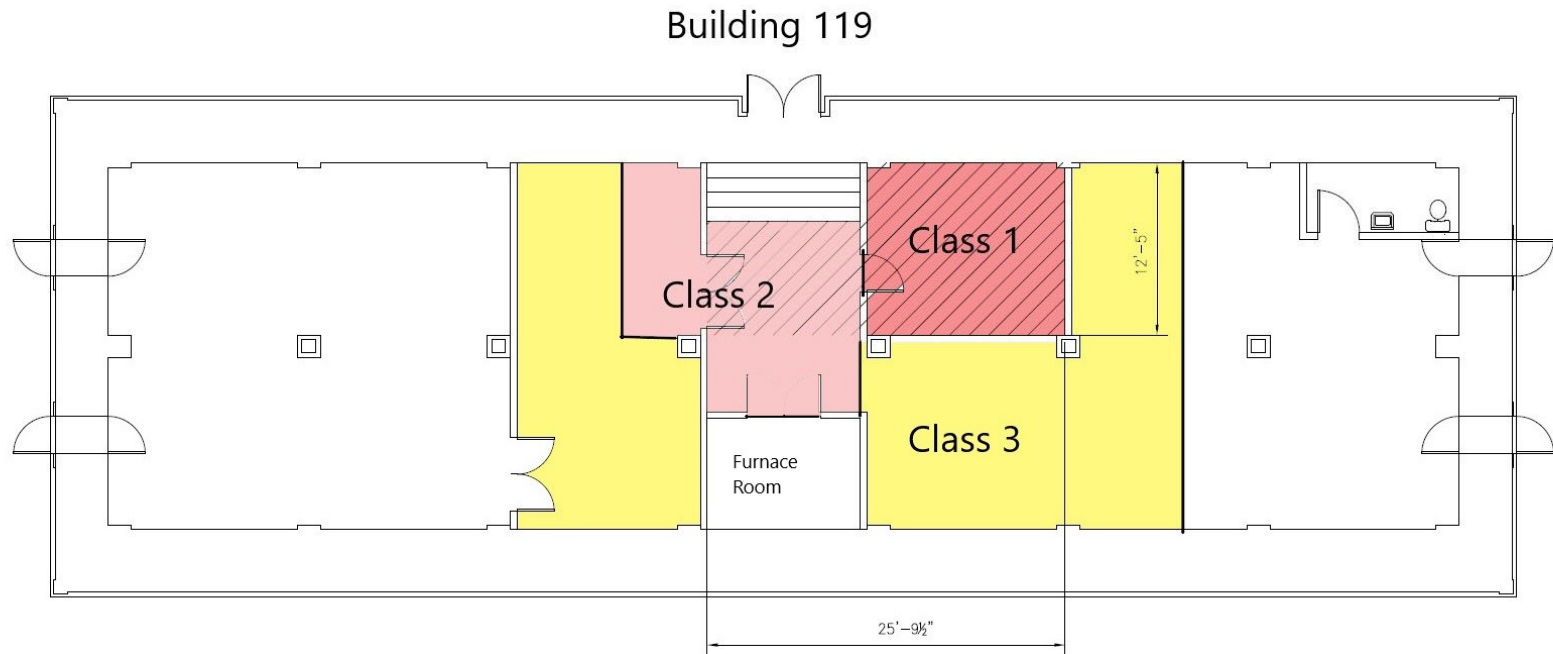 Building 119
Class 1
12'-5"
Class 2
Class 3
Furnace
Room
25'-9½"